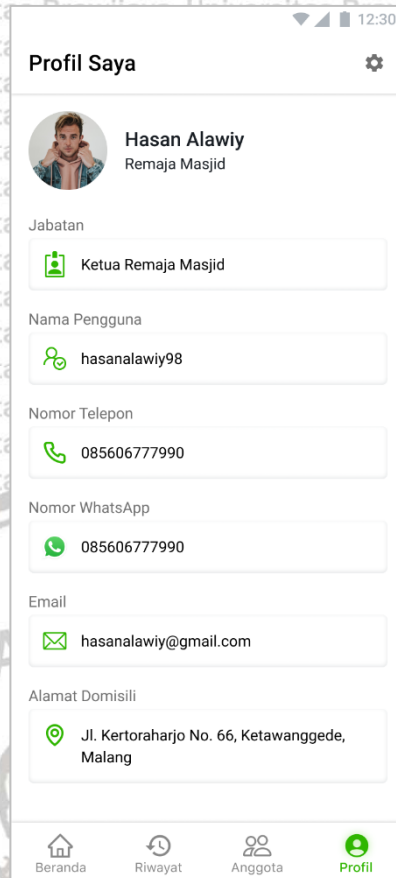 12:30
Profil Saya
Hasan Alawiy
Remaja Masjid
Jabatan
Ketua Remaja Masjid
Nama Pengguna
hasanalawiy98
Nomor Telepon
085606777990
Nomor WhatsApp
085606777990
Email
hasanalawiy@gmail.com
Alamat Domisili
Jl. Kertoraharjo No. 66, Ketawanggede,
Malang
Beranda
Riwayat
Anggota
Profil